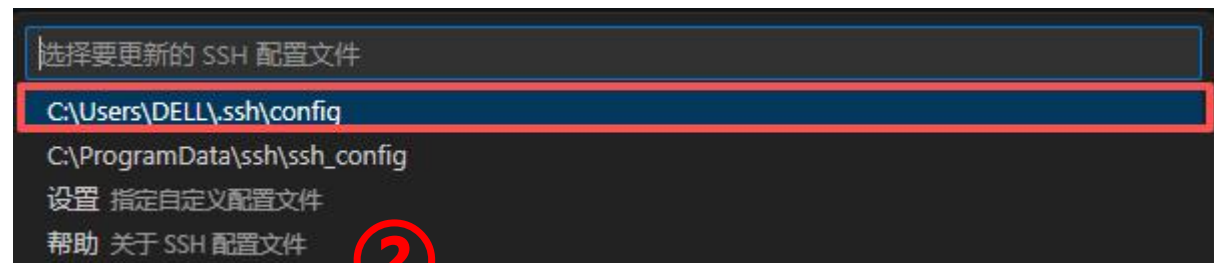 选择要更新的 SSH 配置文件
C:\Users\DELL\.ssh\config
C:\ProgramData\ssh\ssh_config
设置 指定自定义配置文件
帮助 关于 SSH 配置文件
②